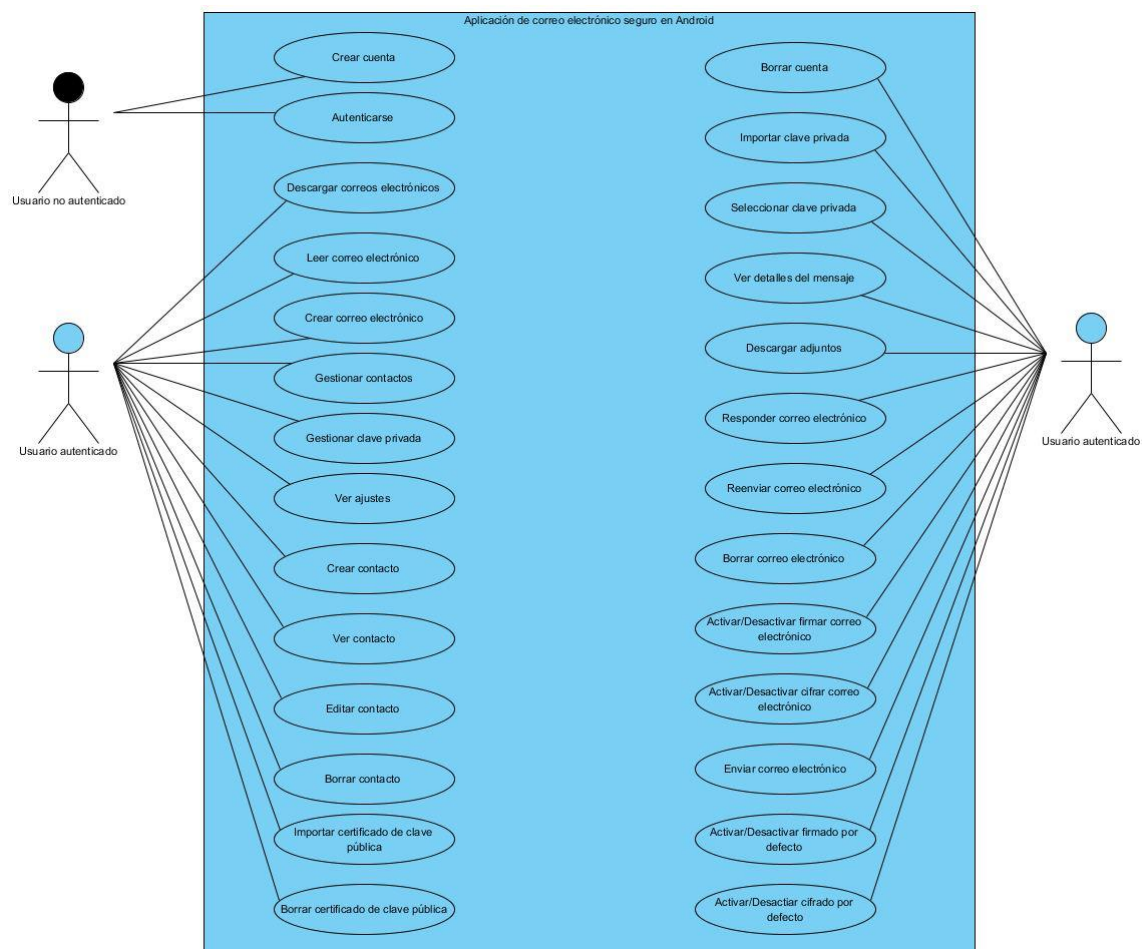 Aplicación de correo electrónico seguro en Android
Crear cuenta
Autenticarse
Usuario no autenticado
Descargar correos electrónicos
Leer correo electrónico
Crear correo electrónico
Gestionar contactos
Gestionar clave privada
Usuario autenticado
Ver ajustes
Crear contacto
Ver contacto
Editar contacto
Borrar contacto
Importar certificado de clave
pública
Borrar certificado de clave pública
Borrar cuenta
Importar clave privada
Seleccionar clave privada
Ver detalles del mensaje
Descargar adjuntos
Responder correo electrónico
Usuario autenticado
Reenviar correo electrónico
Borrar correo electrónico
Activar/Desactivar firmar correo
electrónico
Activar/Desactivar cifrar correo
electrónico
Enviar correo electrónico
Activar/Desactivar firmado por
defecto
Activar/Desactiar cifrado por
defecto